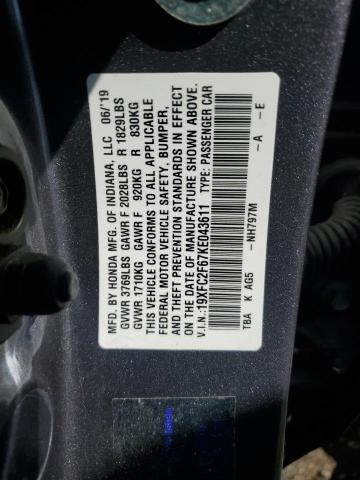 MFD. BY HONDA MFG. OF INDIANA, LLC 06/'19
GVWR 3769LBS GAWR F 2028LBS R 1829LBS
GVWR 1710KG GAWR F 920KG R 830KG
THIS VEHICLE CONFORMS TO ALL APPLICABLE
FEDERAL MOTOR VEHICLE SAFETY, BUMPER,
AND THEFT PREVENTION STANDARDS IN EFFECT
ON THE DATE OF MANUFACTURE SHOWN ABOVE.
V.I.N.:19XFC2F67KE043611 TYPE: PASSENGER CAR
-A -E
TBA K AG5 -NH797M